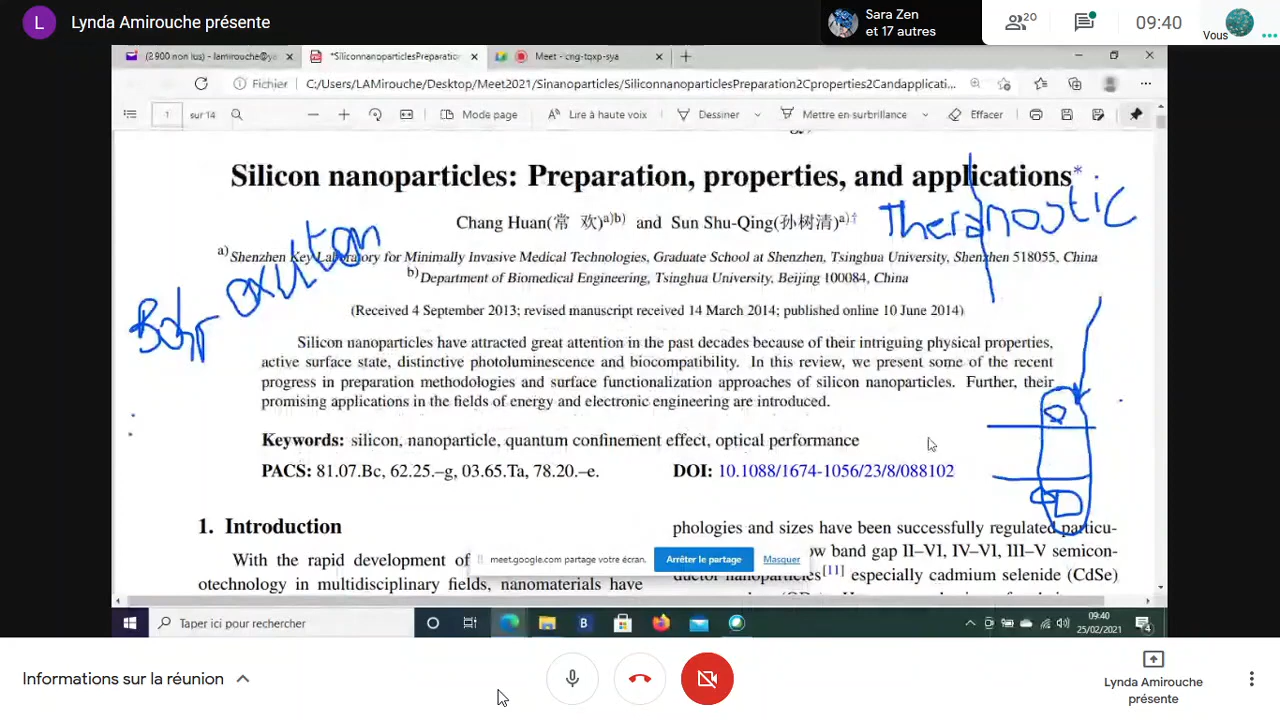 L Lynda Amirouche présente
Sara Zen
et 17 autres
20
09:40
Vous
(2 900 non lus) - lamirouche@ya
*SiliconnanoparticlesPreparation
Meet - cng-tqxp-sya
Fichier
C:/Users/LAMirouche/Desktop/Meet2021/Sinanoparticles/SiliconnanoparticlesPreparation2Cproperties2Candapplicati...
1 sur 14
Mode page
Lire à haute voix
Dessiner
Mettre en surbrillance
Effacer
Silicon nanoparticles: Preparation, properties, and applications*
Chang Huan(常 欢)a)b) and Sun Shu-Qing(孙树清)a)†
Theranostic
a)Shenzhen Key Laboratory for Minimally Invasive Medical Technologies, Graduate School at Shenzhen, Tsinghua University, Shenzhen 518055, China
b)Department of Biomedical Engineering, Tsinghua University, Beijing 100084, China
Bohr exciton
(Received 4 September 2013; revised manuscript received 14 March 2014; published online 10 June 2014)
Silicon nanoparticles have attracted great attention in the past decades because of their intriguing physical properties,
active surface state, distinctive photoluminescence and biocompatibility. In this review, we present some of the recent
progress in preparation methodologies and surface functionalization approaches of silicon nanoparticles. Further, their
promising applications in the fields of energy and electronic engineering are introduced.
Keywords: silicon, nanoparticle, quantum confinement effect, optical performance
PACS: 81.07.Bc, 62.25.–g, 03.65.Ta, 78.20.–e.
DOI: 10.1088/1674-1056/23/8/088102
1. Introduction
With the rapid development of
otechnology in multidisciplinary fields, nanomaterials have
phologies and sizes have been successfully regulated particu-
ow band gap II–VI, IV–VI, III–V semicon-
ductor nanoparticles[11] especially cadmium selenide (CdSe)
meet.google.com partage votre écran.
Arrêter le partage
Masquer
Taper ici pour rechercher
09:40
25/02/2021
4
Informations sur la réunion
Lynda Amirouche
présente